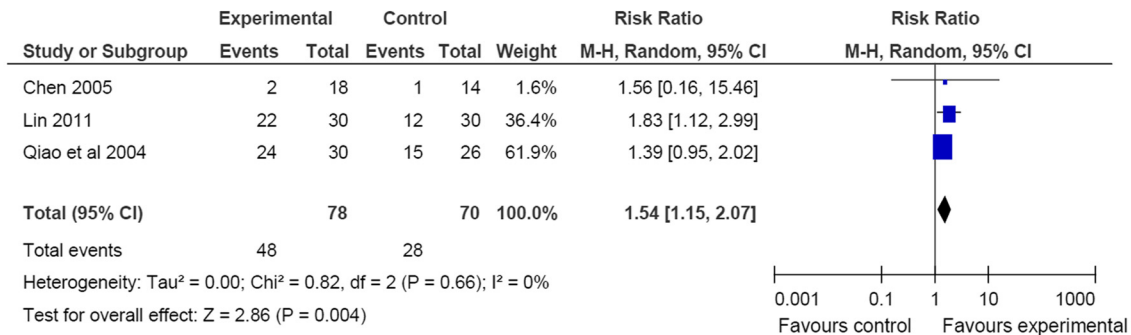 Experimental Control Risk Ratio Risk Ratio
Study or Subgroup Events Total Events Total Weight M-H, Random, 95% CI M-H, Random, 95% CI
Chen 2005 2 18 1 14 1.6% 1.56 [0.16, 15.46]
Lin 2011 22 30 12 30 36.4% 1.83 [1.12, 2.99]
Qiao et al 2004 24 30 15 26 61.9% 1.39 [0.95, 2.02]
Total (95% CI) 78 70 100.0% 1.54 [1.15, 2.07]
Total events 48 28
Heterogeneity: Tau² = 0.00; Chi² = 0.82, df = 2 (P = 0.66); I² = 0%
Test for overall effect: Z = 2.86 (P = 0.004)
0.001 0.1 1 10 1000
Favours control Favours experimental